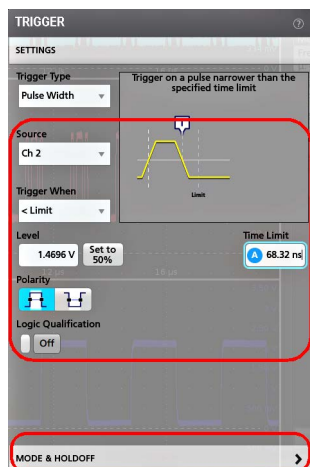 TRIGGER
?
SETTINGS
Trigger Type
Pulse Width
Trigger on a pulse narrower than the
specified time limit
T
Source
Ch 2
Limit
Trigger When
< Limit
Level
Time Limit
1.4696 V
Set to
50%
A 68.32 ns
Polarity
Logic Qualification
Off
MODE & HOLDOFF